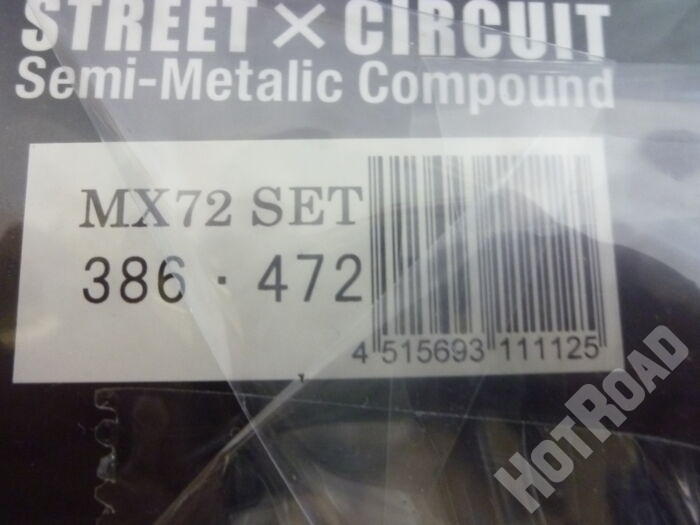 STREET × CIRCUIT
Semi-Metalic Compound
MX72 SET
386 · 472
4 515693 111125
HOTROAD